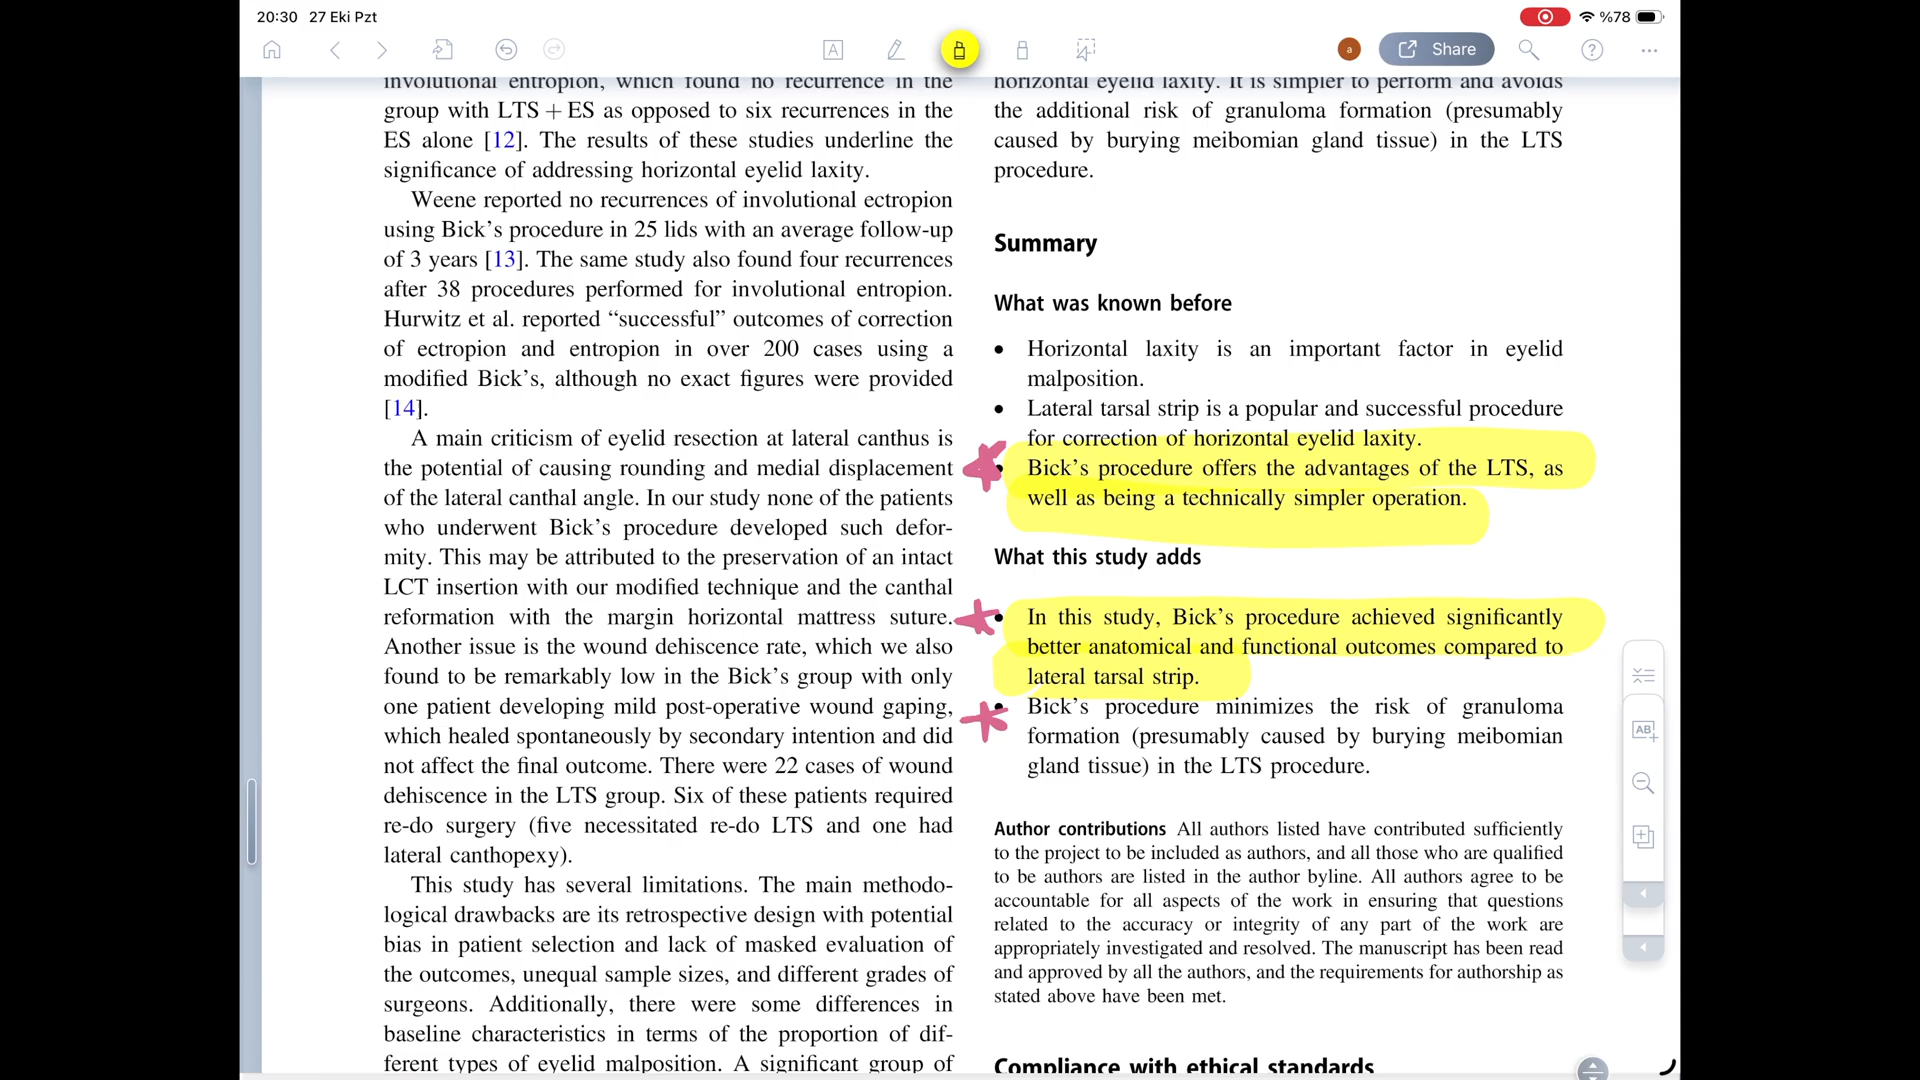 20:30 27 Eki Pzt
%78
A
a
Share
?
involutional entropion, which found no recurrence in the
group with LTS + ES as opposed to six recurrences in the
ES alone [12]. The results of these studies underline the
significance of addressing horizontal eyelid laxity.
Weene reported no recurrences of involutional ectropion
using Bick's procedure in 25 lids with an average follow-up
of 3 years [13]. The same study also found four recurrences
after 38 procedures performed for involutional entropion.
Hurwitz et al. reported “successful” outcomes of correction
of ectropion and entropion in over 200 cases using a
modified Bick's, although no exact figures were provided
[14].
A main criticism of eyelid resection at lateral canthus is
the potential of causing rounding and medial displacement
of the lateral canthal angle. In our study none of the patients
who underwent Bick's procedure developed such defor-
mity. This may be attributed to the preservation of an intact
LCT insertion with our modified technique and the canthal
reformation with the margin horizontal mattress suture.
Another issue is the wound dehiscence rate, which we also
found to be remarkably low in the Bick's group with only
one patient developing mild post-operative wound gaping,
which healed spontaneously by secondary intention and did
not affect the final outcome. There were 22 cases of wound
dehiscence in the LTS group. Six of these patients required
re-do surgery (five necessitated re-do LTS and one had
lateral canthopexy).
This study has several limitations. The main methodo-
logical drawbacks are its retrospective design with potential
bias in patient selection and lack of masked evaluation of
the outcomes, unequal sample sizes, and different grades of
surgeons. Additionally, there were some differences in
baseline characteristics in terms of the proportion of dif-
ferent types of eyelid malposition. A significant group of
horizontal eyelid laxity. It is simpler to perform and avoids
the additional risk of granuloma formation (presumably
caused by burying meibomian gland tissue) in the LTS
procedure.
Summary
What was known before
• Horizontal laxity is an important factor in eyelid
malposition.
• Lateral tarsal strip is a popular and successful procedure
for correction of horizontal eyelid laxity.
• Bick's procedure offers the advantages of the LTS, as
well as being a technically simpler operation.
What this study adds
• In this study, Bick's procedure achieved significantly
better anatomical and functional outcomes compared to
lateral tarsal strip.
• Bick's procedure minimizes the risk of granuloma
formation (presumably caused by burying meibomian
gland tissue) in the LTS procedure.
Author contributions All authors listed have contributed sufficiently
to the project to be included as authors, and all those who are qualified
to be authors are listed in the author byline. All authors agree to be
accountable for all aspects of the work in ensuring that questions
related to the accuracy or integrity of any part of the work are
appropriately investigated and resolved. The manuscript has been read
and approved by all the authors, and the requirements for authorship as
stated above have been met.
Compliance with ethical standards
AB